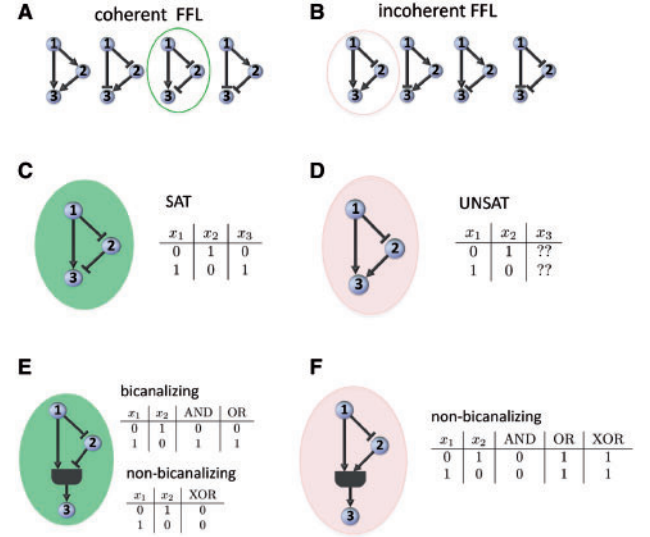 A
coherent FFL
1 1 1 1
2 2 2 2
3 3 3 3
B
incoherent FFL
1 1 1 1
2 2 2 2
3 3 3 3
C
1
2
3
SAT
x₁ x₂ x₃
0 1 0
1 0 1
D
1
2
3
UNSAT
x₁ x₂ x₃
0 1 ??
1 0 ??
E
1
2
3
bicanalizing
x₁ x₂ AND OR
0 1 0 0
1 0 1 1
non-bicanalizing
x₁ x₂ XOR
0 1 0
1 0 0
F
1
2
3
non-bicanalizing
x₁ x₂ AND OR XOR
0 1 0 1 1
1 0 0 1 1